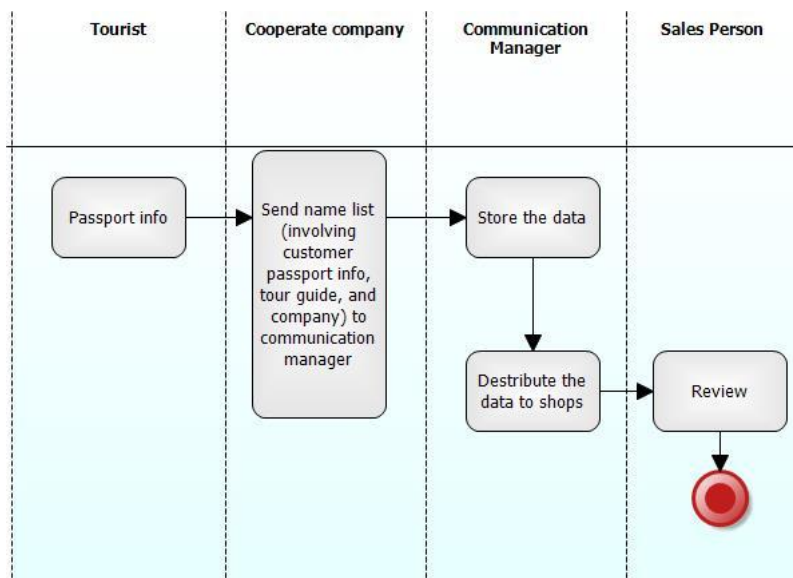 Tourist
Cooperate company
Communication
Manager
Sales Person
Passport info
Send name list
(involving
customer
passport info,
tour guide, and
company) to
communication
manager
Store the data
Destribute the
data to shops
Review